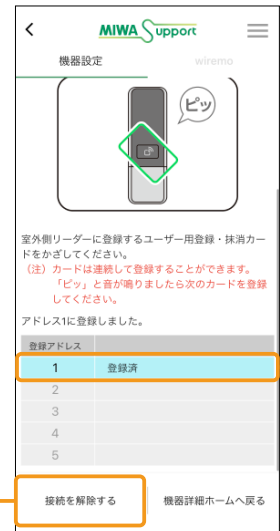 MIWA Support
機器設定 wiremo
ピッ
室外側リーダーに登録するユーザー用登録・抹消カー
ドをかざしてください。
（注）カードは連続して登録することができます。
「ピッ」と音が鳴りましたら次のカードを登録
してください。
アドレス1に登録しました。
登録アドレス
1 登録済
2
3
4
5
接続を解除する 機器詳細ホームへ戻る